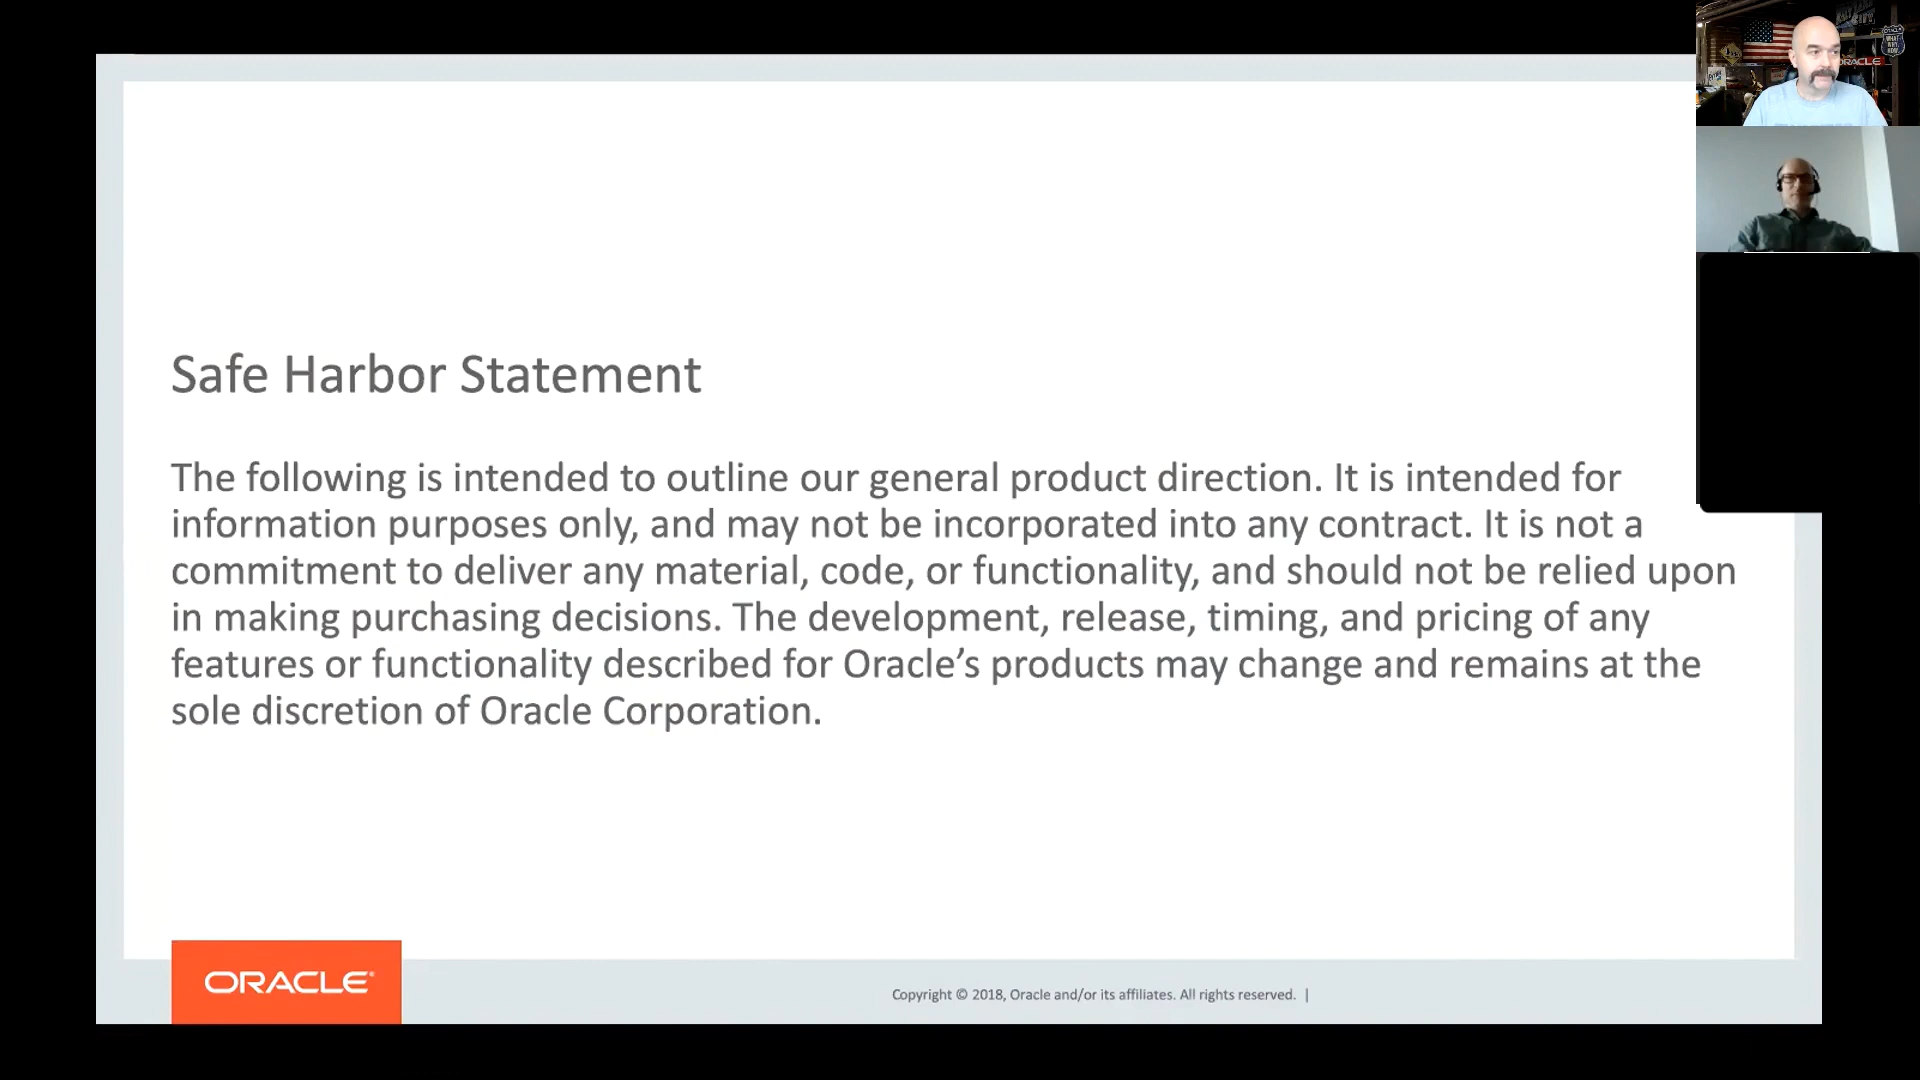 Safe Harbor Statement
The following is intended to outline our general product direction. It is intended for
information purposes only, and may not be incorporated into any contract. It is not a
commitment to deliver any material, code, or functionality, and should not be relied upon
in making purchasing decisions. The development, release, timing, and pricing of any
features or functionality described for Oracle’s products may change and remains at the
sole discretion of Oracle Corporation.
ORACLE
Copyright © 2018, Oracle and/or its affiliates. All rights reserved. |
ORACLE